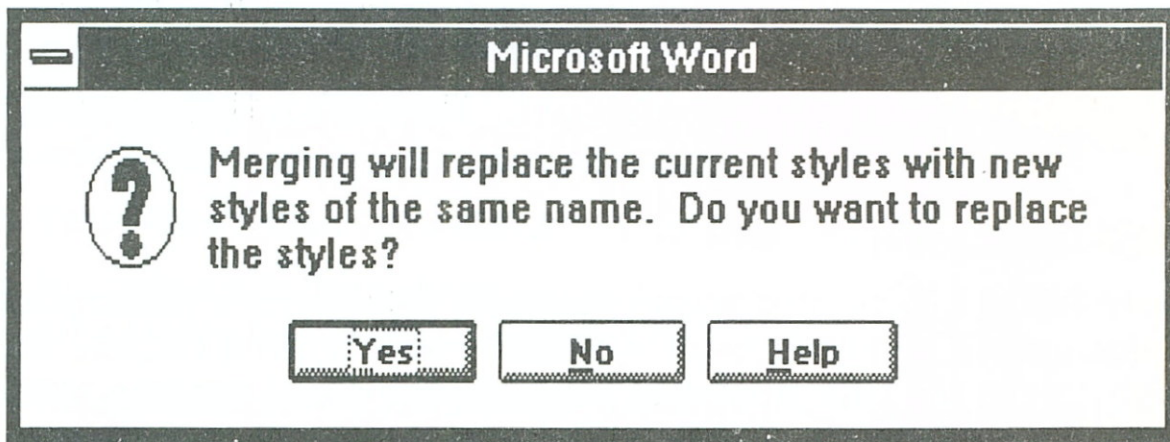 Microsoft Word
Merging will replace the current styles with new
styles of the same name.  Do you want to replace
the styles?
Yes No Help